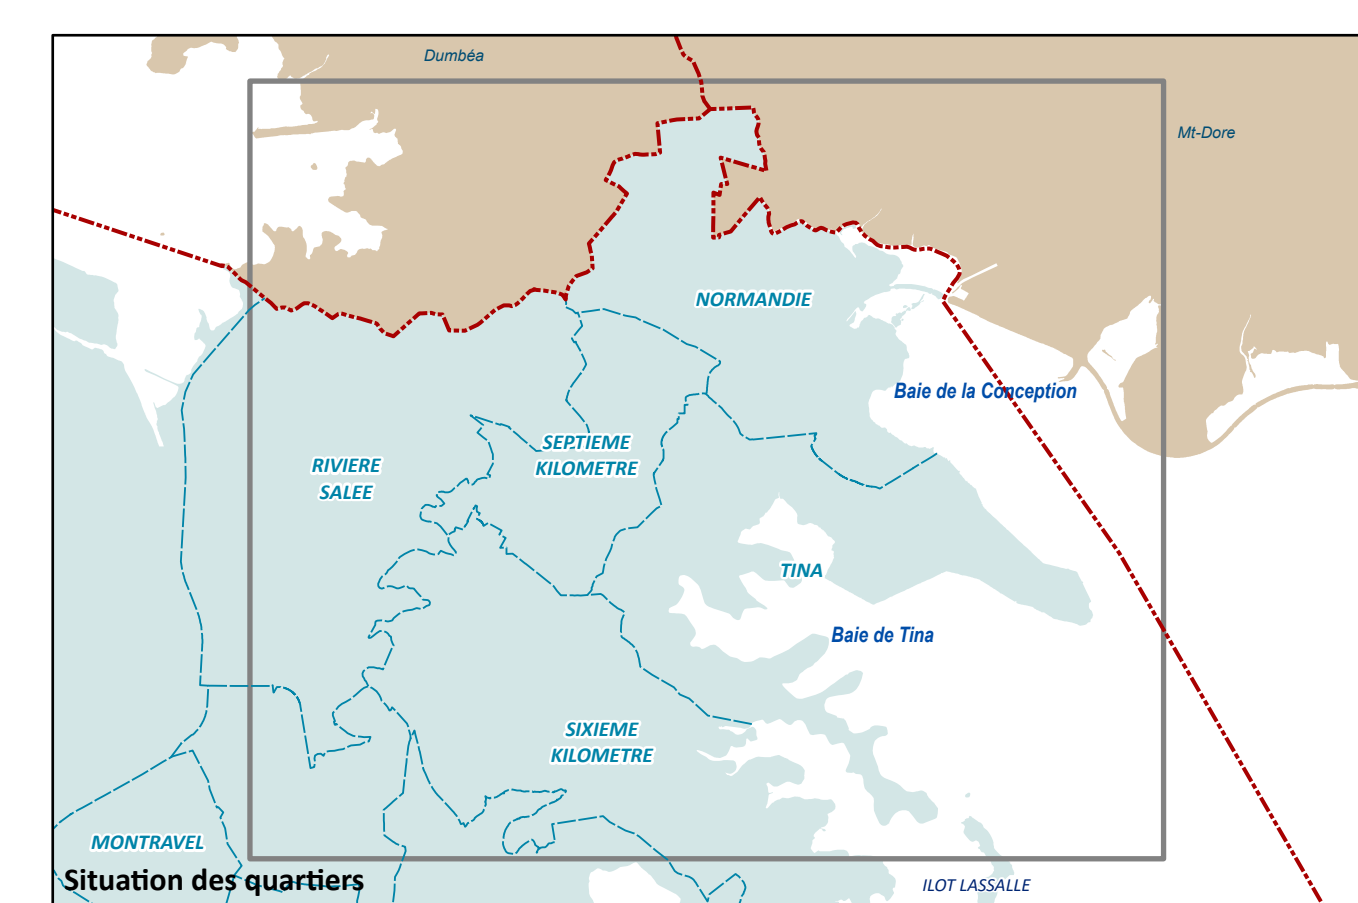 Dumbéa
Mt-Dore
NORMANDIE
Baie de la Conception
SEPTIEME
KILOMETRE
RIVIERE
SALEE
TINA
Baie de Tina
SIXIEME
KILOMETRE
MONTRAVEL
Situation des quartiers
ILOT LASSALLE